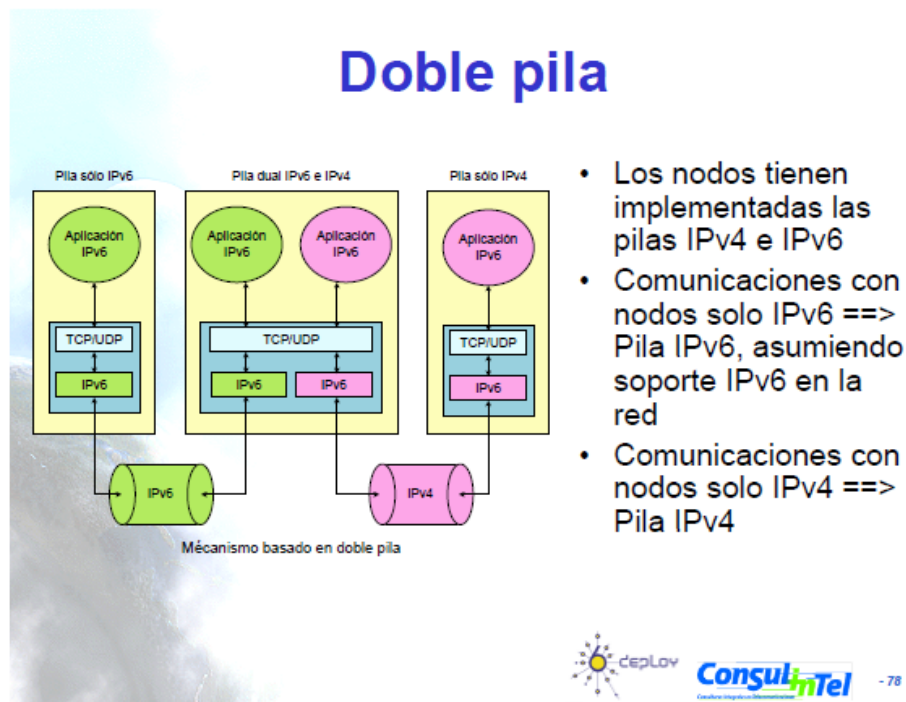 Doble pila
Pila sólo IPv6
Pila dual IPv6 e IPv4
Pila sólo IPv4
Aplicación
IPv6
Aplicación
IPv6
Aplicación
IPv6
Aplicación
IPv6
TCP/UDP
TCP/UDP
TCP/UDP
IPv6
IPv6
IPv6
IPv6
IPv6
IPv4
Mécanismo basado en doble pila
• Los nodos tienen
implementadas las
pilas IPv4 e IPv6
• Comunicaciones con
nodos solo IPv6 ==>
Pila IPv6, asumiendo
soporte IPv6 en la
red
• Comunicaciones con
nodos solo IPv4 ==>
Pila IPv4
6 deploy
ConsulinTel
- 78